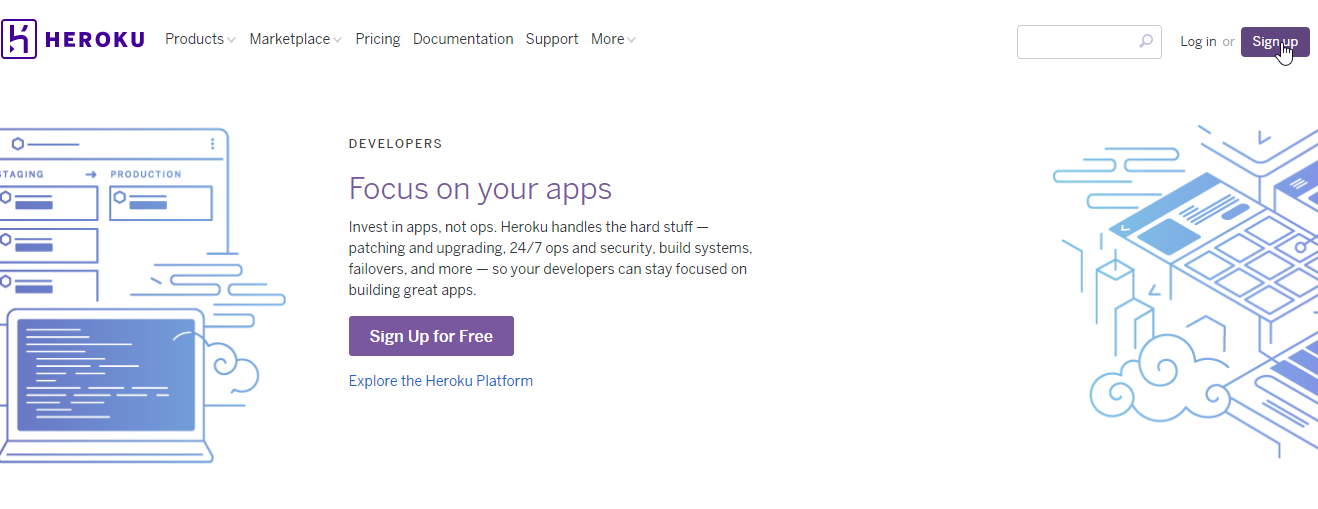 HEROKU Products Marketplace Pricing Documentation Support More Log in or Sign up
STAGING PRODUCTION
DEVELOPERS
Focus on your apps
Invest in apps, not ops. Heroku handles the hard stuff —
patching and upgrading, 24/7 ops and security, build systems,
failovers, and more — so your developers can stay focused on
building great apps.
Sign Up for Free
Explore the Heroku Platform